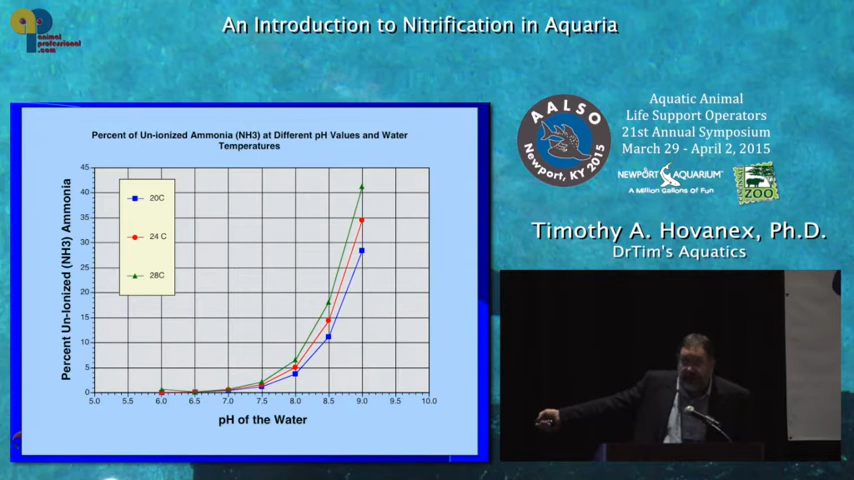 animal
professional
.com
An Introduction to Nitrification in Aquaria
Percent of Un-ionized Ammonia (NH3) at Different pH Values and Water
Temperatures
Percent Un-Ionized (NH3) Ammonia
45
40
35
30
25
20
15
10
5
0
20C
24 C
28C
5.0 5.5 6.0 6.5 7.0 7.5 8.0 8.5 9.0 9.5 10.0
pH of the Water
AALSO
Newport, KY 2015
Aquatic Animal
Life Support Operators
21st Annual Symposium
March 29 - April 2, 2015
NEWPORT AQUARIUM
A Million Gallons of Fun
ZOO
Timothy A. Hovanex, Ph.D.
DrTim's Aquatics